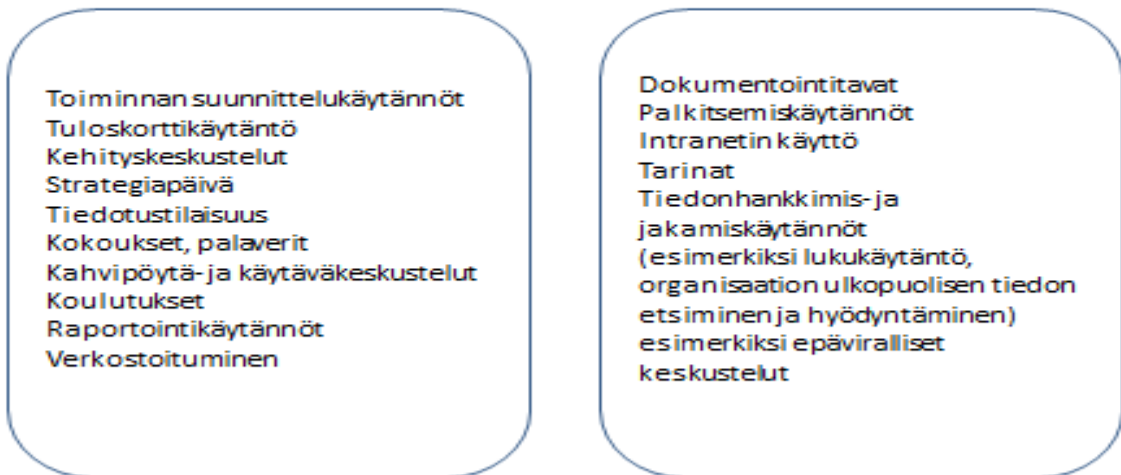 Toiminnan suunnittelukäytännöt
Tuloskorttikäytäntö
Kehityskeskustelut
Strategiapäivä
Tiedotustilaisuus
Kokoukset, palaverit
Kahvipöytä- ja käytäväkeskustelut
Koulutukset
Raportointikäytännöt
Verkostoituminen
Dokumentointitavat
Palkitsemiskäytännöt
Intranetin käyttö
Tarinat
Tiedonhankkimis- ja
jakamiskäytännöt
(esimerkiksi lukukäytäntö,
organisaation ulkopuolisen tiedon
etsiminen ja hyödyntäminen)
esimerkiksi epäviralliset
keskustelut